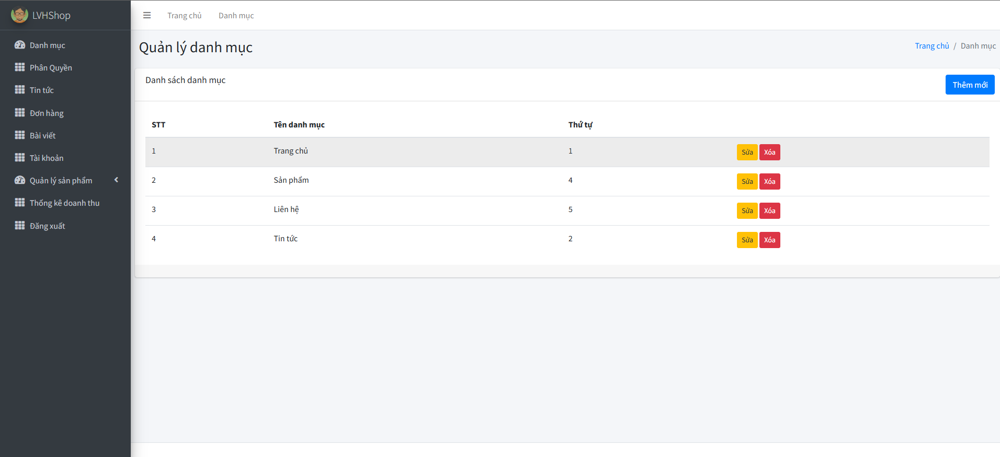 LVHShop
Danh mục
Phân Quyền
Tin tức
Đơn hàng
Bài viết
Tài khoản
Quản lý sản phẩm
Thống kê doanh thu
Đăng xuất
Trang chủ Danh mục
Quản lý danh mục
Trang chủ / Danh mục
Danh sách danh mục
Thêm mới
STT Tên danh mục Thứ tự
1 Trang chủ 1 Sửa Xóa
2 Sản phẩm 4 Sửa Xóa
3 Liên hệ 5 Sửa Xóa
4 Tin tức 2 Sửa Xóa